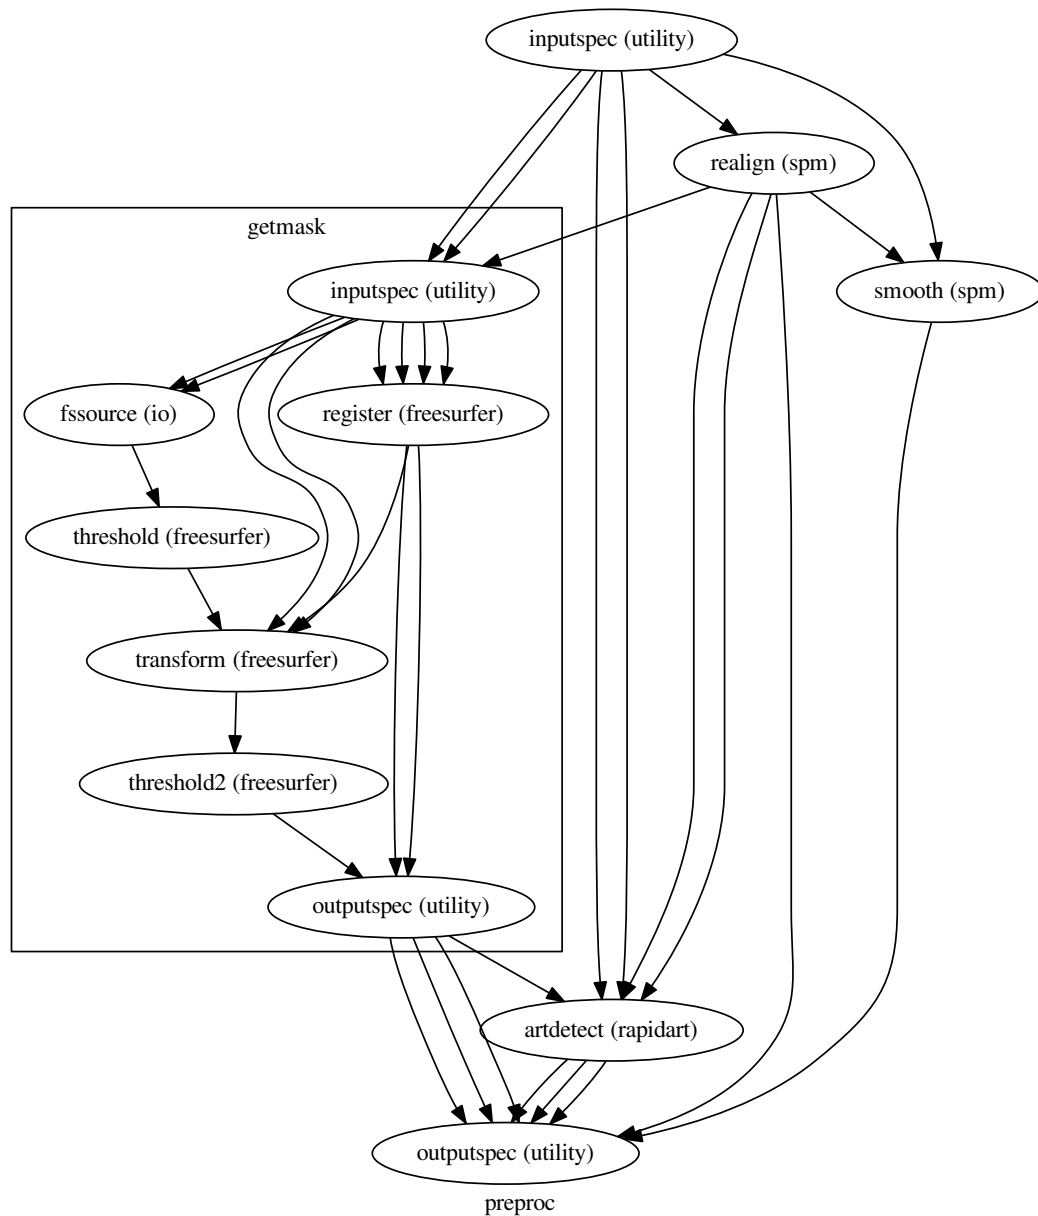 inputspec (utility)
realign (spm)
getmask
inputspec (utility)
smooth (spm)
fssource (io)
register (freesurfer)
threshold (freesurfer)
transform (freesurfer)
threshold2 (freesurfer)
outputspec (utility)
artdetect (rapidart)
outputspec (utility)
preproc